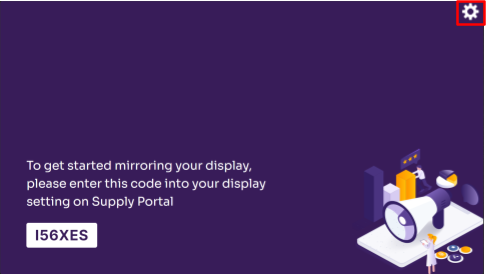 To get started mirroring your display,
please enter this code into your display
setting on Supply Portal
I56XES